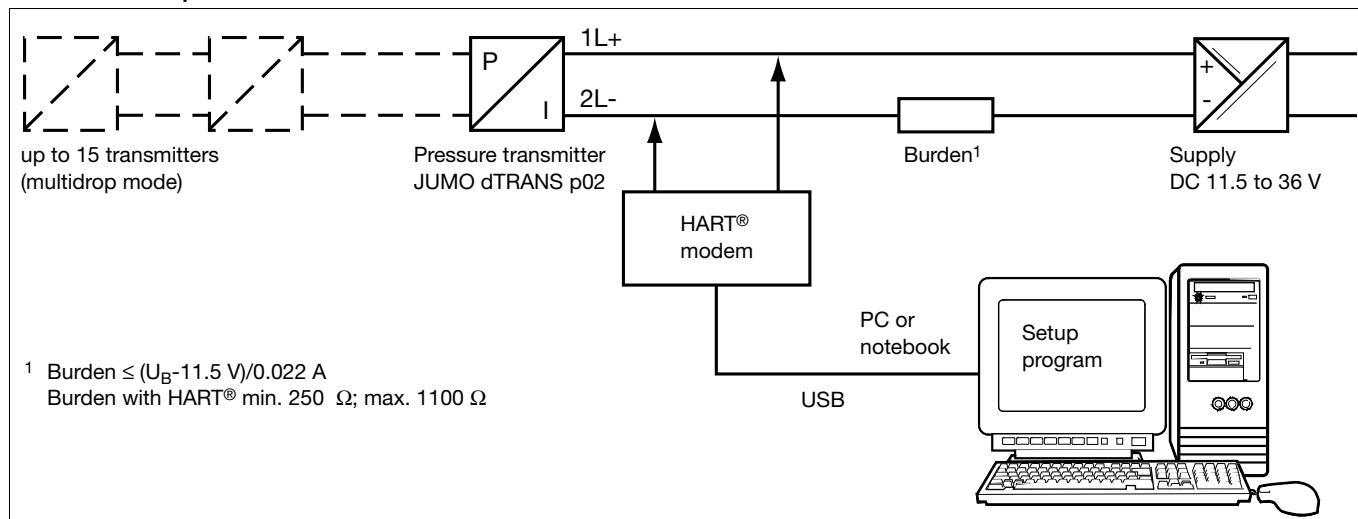 up to 15 transmitters
(multidrop mode)
P
I
Pressure transmitter
JUMO dTRANS p02
1L+
2L-
Burden¹
+
-
Supply
DC 11.5 to 36 V
HART®
modem
PC or
notebook
USB
Setup
program
¹ Burden ≤ (U_B-11.5 V)/0.022 A
Burden with HART® min. 250 Ω; max. 1100 Ω